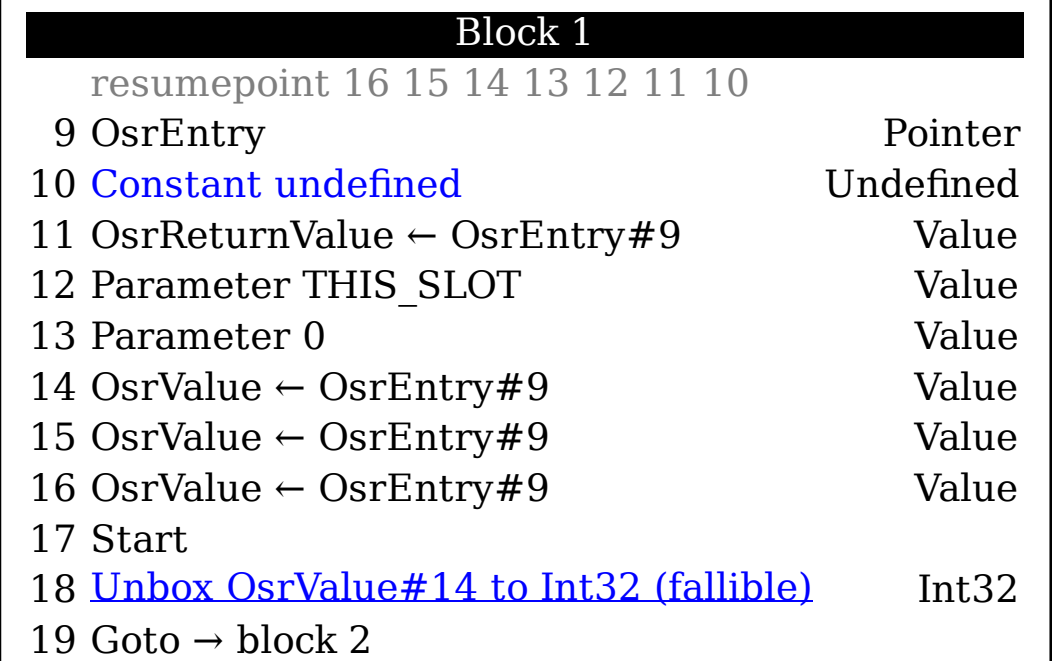 Block 1
resumepoint 16 15 14 13 12 11 10
9 OsrEntry Pointer
10 Constant undefined Undefined
11 OsrReturnValue ← OsrEntry#9 Value
12 Parameter THIS_SLOT Value
13 Parameter 0 Value
14 OsrValue ← OsrEntry#9 Value
15 OsrValue ← OsrEntry#9 Value
16 OsrValue ← OsrEntry#9 Value
17 Start
18 Unbox OsrValue#14 to Int32 (fallible) Int32
19 Goto → block 2